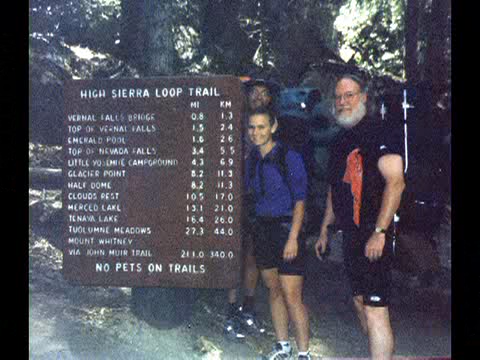 HIGH SIERRA LOOP TRAIL
MI KM
VERNAL FALLS BRIDGE 0.8 1.3
TOP OF VERNAL FALLS 1.5 2.4
EMERALD POOL 1.6 2.6
TOP OF NEVADA FALLS 3.4 5.5
LITTLE YOSEMITE CAMPGROUND 4.3 6.9
GLACIER POINT 8.2 11.3
HALF DOME 8.2 11.3
CLOUDS REST 10.5 17.0
MERCED LAKE 13.1 21.0
TENAYA LAKE 16.4 26.0
TUOLUMNE MEADOWS 27.3 44.0
MOUNT WHITNEY
VIA JOHN MUIR TRAIL 211.0 340.0
NO PETS ON TRAILS